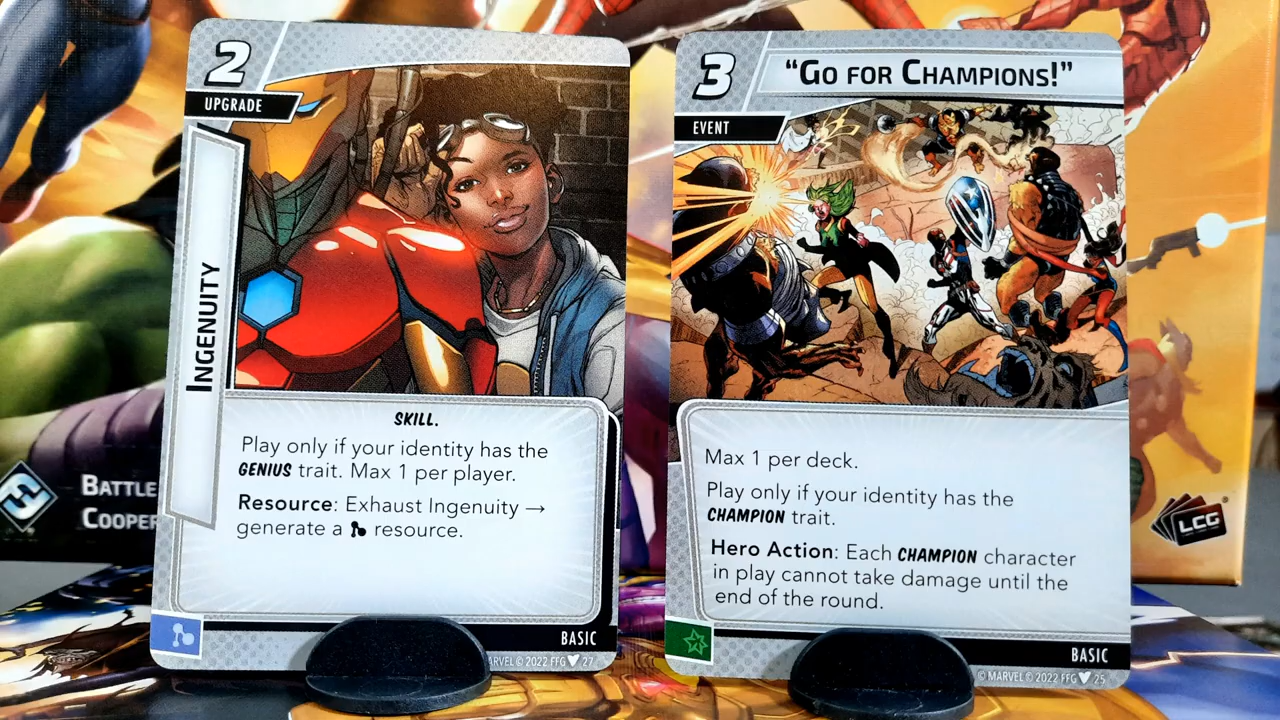 2
UPGRADE
INGENUITY
SKILL.
Play only if your identity has the
GENIUS trait. Max 1 per player.
Resource: Exhaust Ingenuity →
generate a resource.
BASIC
MARVEL © 2022 FFG 27
3
"GO FOR CHAMPIONS!"
EVENT
Max 1 per deck.
Play only if your identity has the
CHAMPION trait.
Hero Action: Each CHAMPION character
in play cannot take damage until the
end of the round.
BASIC
© MARVEL © 2022 FFG 25
BATTLE
COOPER
LCG